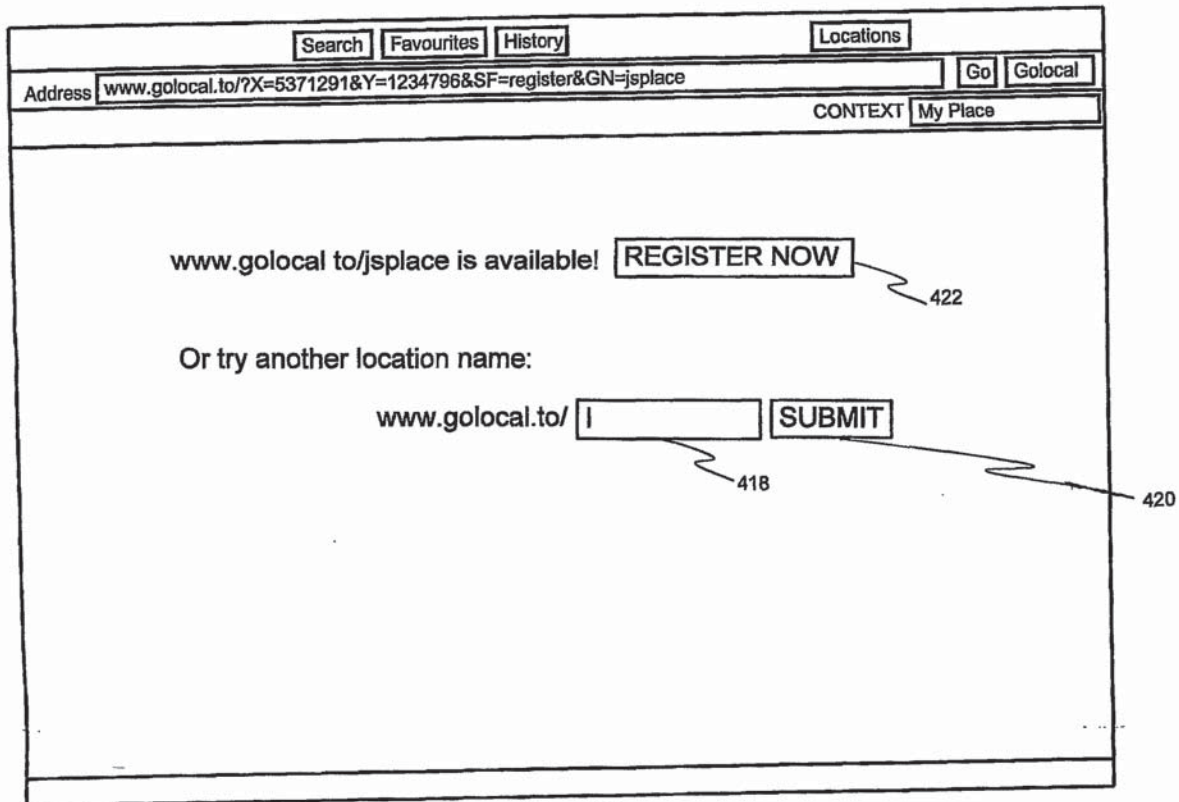 Search Favourites History Locations
Address www.golocal.to/?X=5371291&Y=1234796&SF=register&GN=jsplace Go Golocal
CONTEXT My Place
www.golocal to/jsplace is available! REGISTER NOW
422
Or try another location name:
www.golocal.to/ SUBMIT
418
420